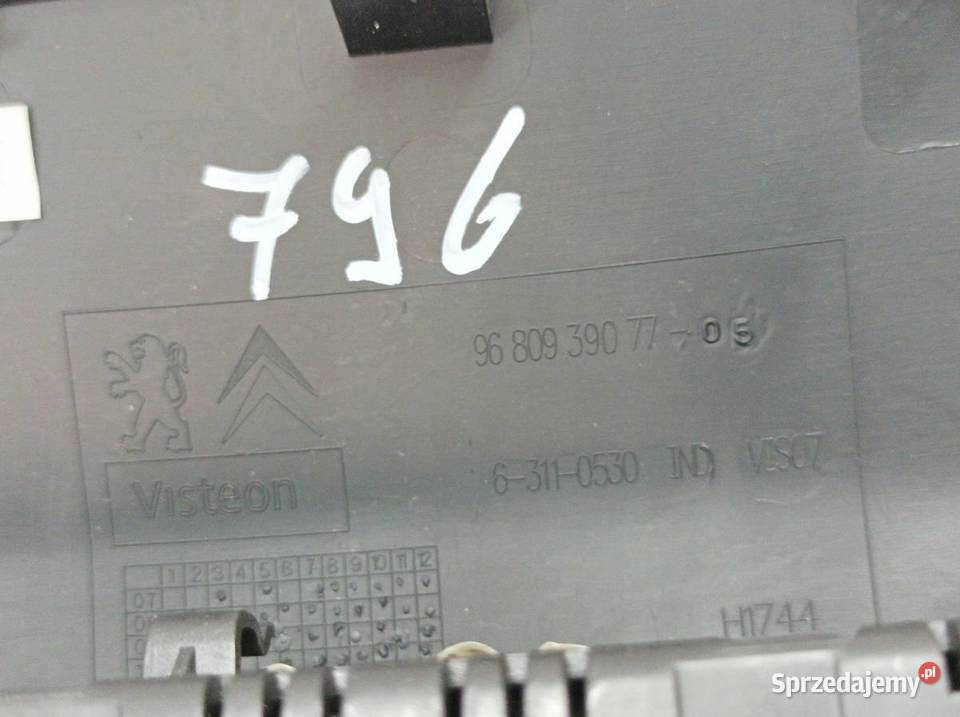 796
96 809 390 77-05
6-311-0530 IND VIS07
Visteon
1 2 3 4 5 6 7 8 9 10 11 12
07
H1744
Sprzedajemy.pl